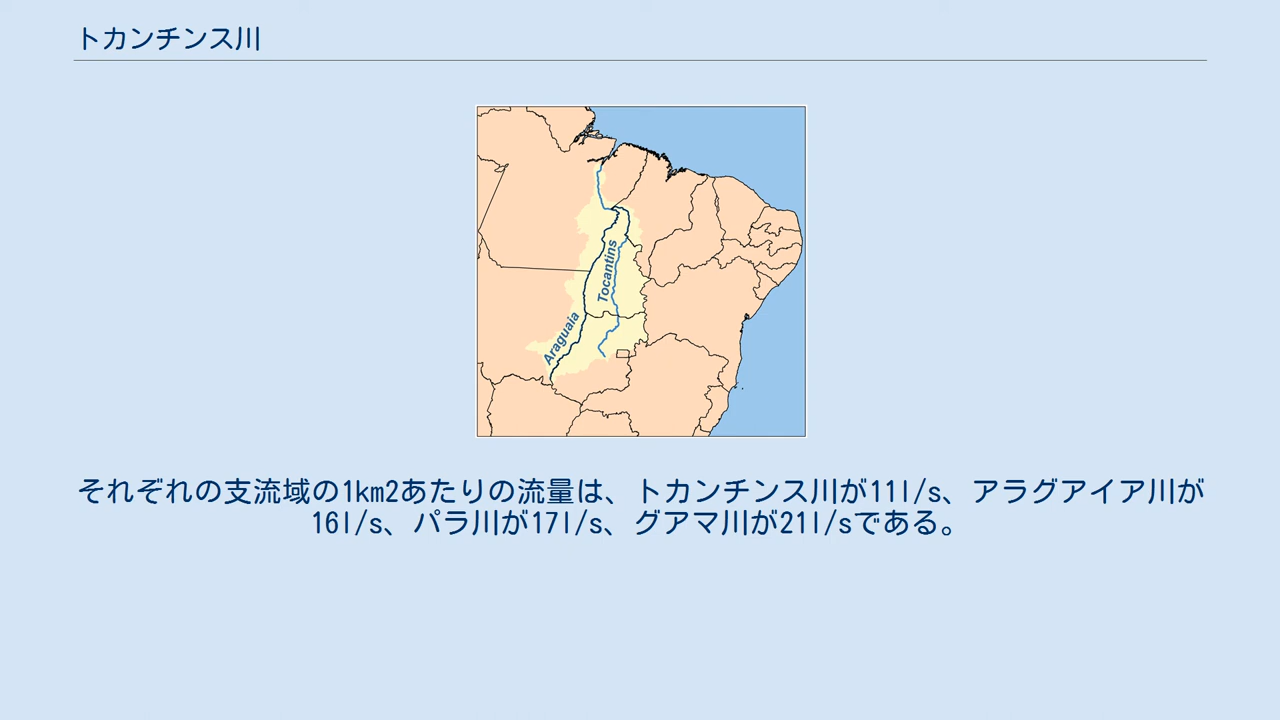 トカンチンス川
Tocantins
Araguaia
それぞれの支流域の1km2あたりの流量は、トカンチンス川が11l/s、アラグアイア川が
16l/s、パラ川が17l/s、グアマ川が21l/sである。